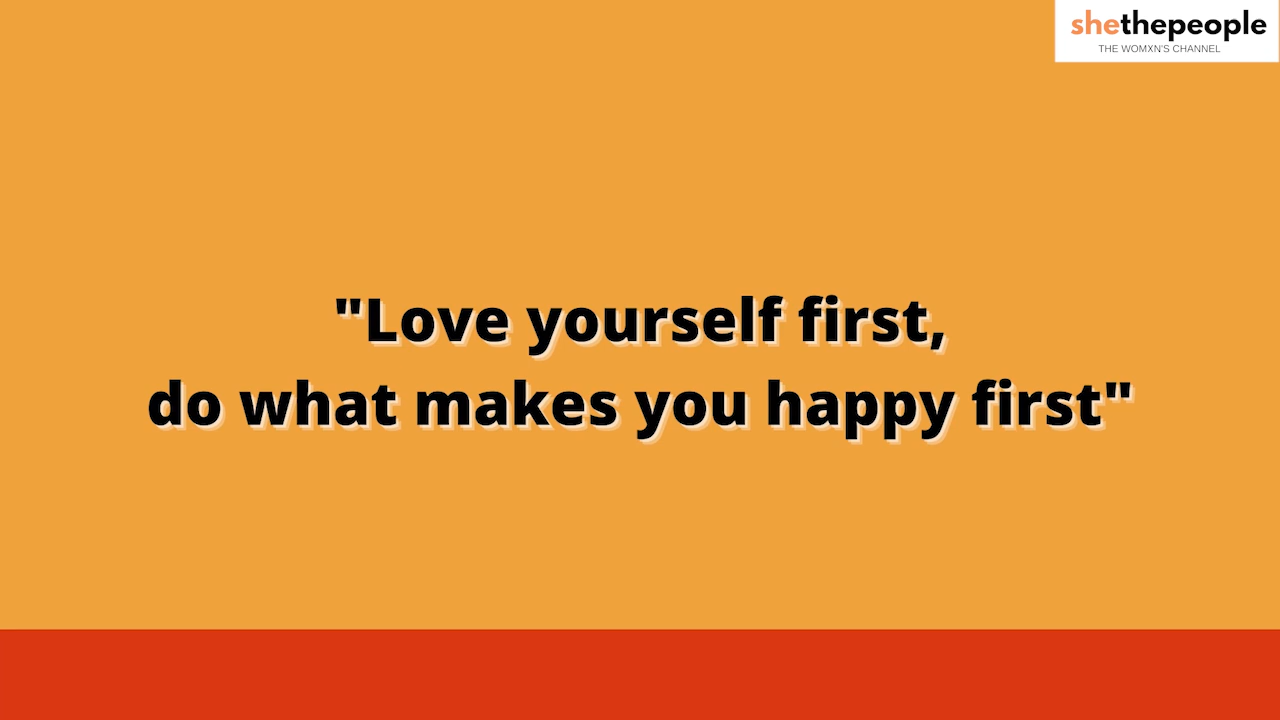 shethepeople
THE WOMXN'S CHANNEL
"Love yourself first,
do what makes you happy first"